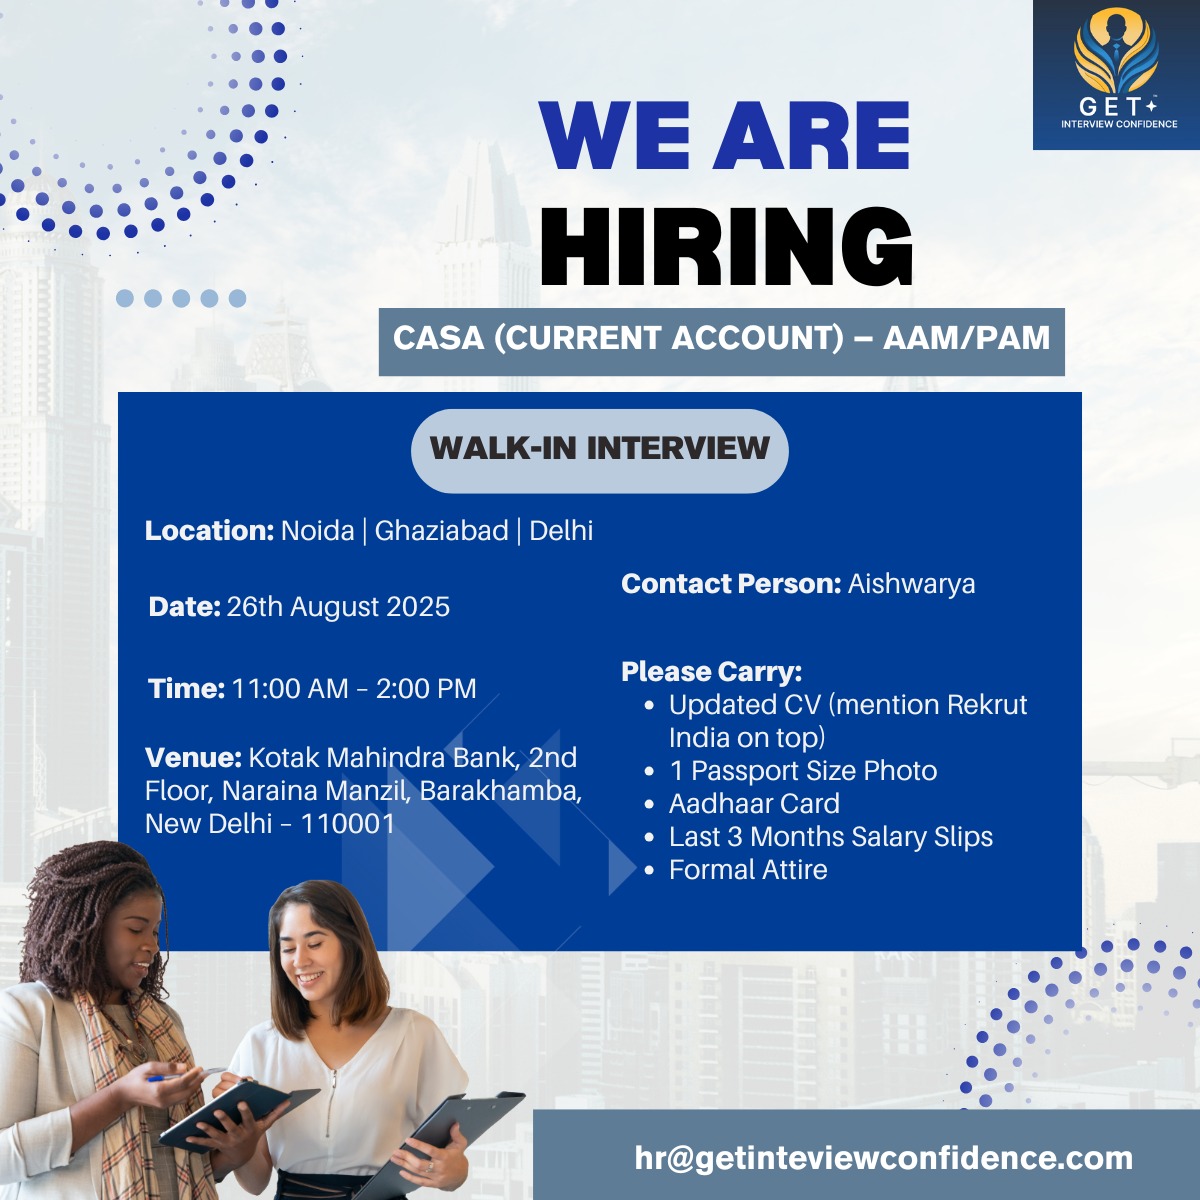 GET
INTERVIEW CONFIDENCE
WE ARE
HIRING
CASA (CURRENT ACCOUNT) – AAM/PAM
WALK-IN INTERVIEW
Location: Noida | Ghaziabad | Delhi
Date: 26th August 2025
Time: 11:00 AM – 2:00 PM
Venue: Kotak Mahindra Bank, 2nd
Floor, Naraina Manzil, Barakhamba,
New Delhi – 110001
Contact Person: Aishwarya
Please Carry:
• Updated CV (mention Rekrut
India on top)
• 1 Passport Size Photo
• Aadhaar Card
• Last 3 Months Salary Slips
• Formal Attire
hr@getinteviewconfidence.com